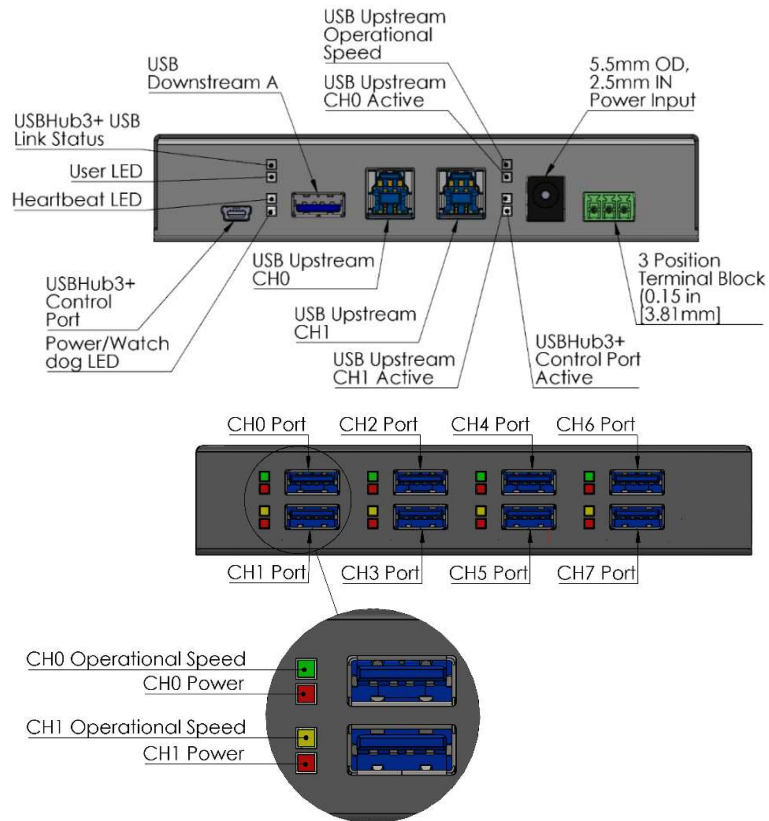 USB Upstream
Operational
Speed
USB
Downstream A
USB Upstream
CH0 Active
5.5mm OD,
2.5mm IN
Power Input
USBHub3+ USB
Link Status
User LED
Heartbeat LED
USBHub3+
Control
Port
Power/Watch
dog LED
USB Upstream
CH0
USB Upstream
CH1
USB Upstream
CH1 Active
USBHub3+
Control Port
Active
3 Position
Terminal Block
(0.15 in
[3.81mm]
CH0 Port
CH2 Port
CH4 Port
CH6 Port
CH1 Port
CH3 Port
CH5 Port
CH7 Port
CH0 Operational Speed
CH0 Power
CH1 Operational Speed
CH1 Power